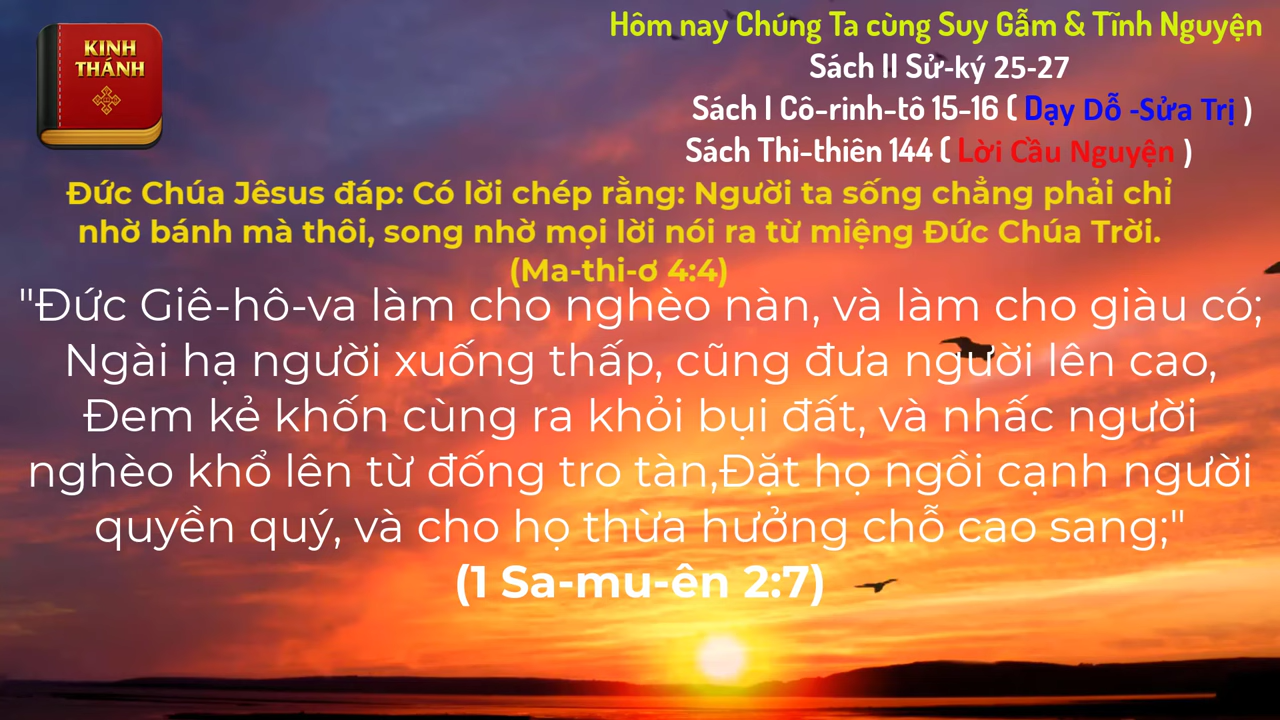 KINH
THÁNH
Hôm nay Chúng Ta cùng Suy Gẫm & Tĩnh Nguyện
Sách II Sử-ký 25-27
Sách I Cô-rinh-tô 15-16 ( Dạy Dỗ -Sửa Trị )
Sách Thi-thiên 144 ( Lời Cầu Nguyện )
Đức Chúa Jêsus đáp: Có lời chép rằng: Người ta sống chẳng phải chỉ
nhờ bánh mà thôi, song nhờ mọi lời nói ra từ miệng Đức Chúa Trời.
(Ma-thi-ơ 4:4)
"Đức Giê-hô-va làm cho nghèo nàn, và làm cho giàu có;
Ngài hạ người xuống thấp, cũng đưa người lên cao,
Đem kẻ khốn cùng ra khỏi bụi đất, và nhấc người
nghèo khổ lên từ đống tro tàn,Đặt họ ngồi cạnh người
quyền quý, và cho họ thừa hưởng chỗ cao sang;"
(1 Sa-mu-ên 2:7)